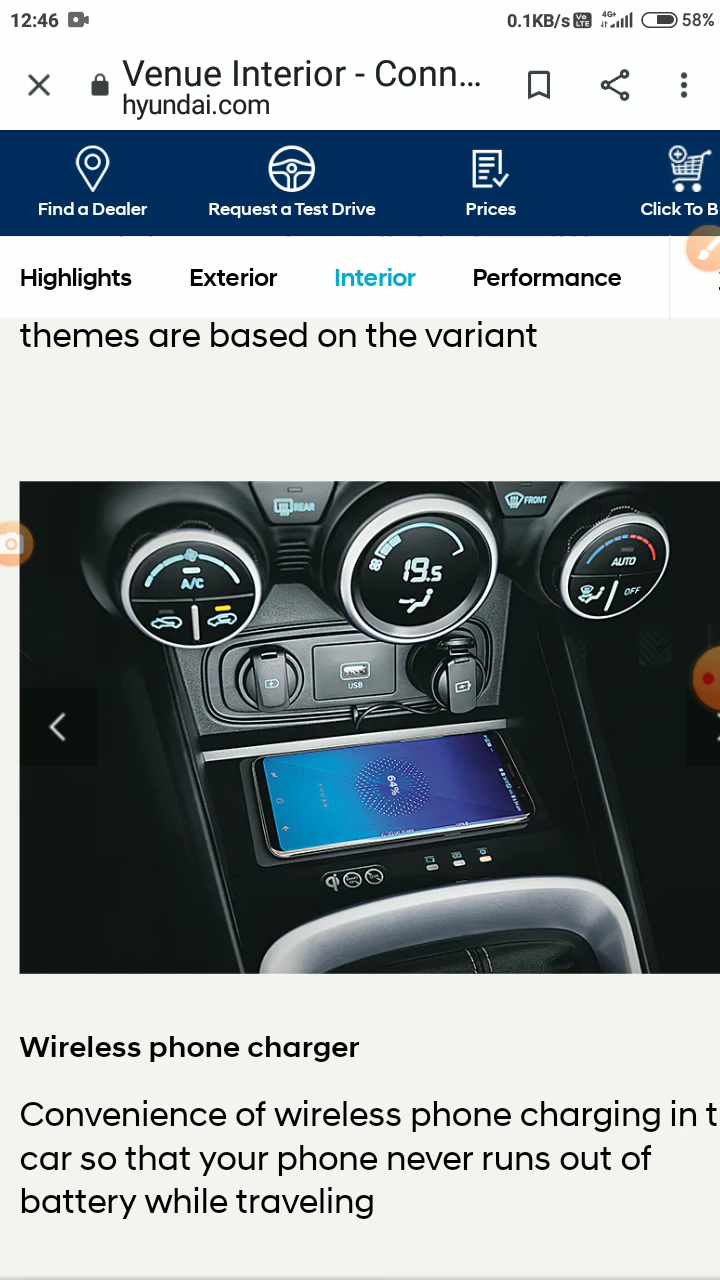 12:46
0.1KB/s
Vo LTE
4G+
58%
Venue Interior - Conn...
hyundai.com
Find a Dealer
Request a Test Drive
Prices
Click To B
Highlights
Exterior
Interior
Performance
themes are based on the variant
REAR
FRONT
A/C
19.5
AUTO
OFF
USB
64%
Wireless phone charger
Convenience of wireless phone charging in t
car so that your phone never runs out of
battery while traveling